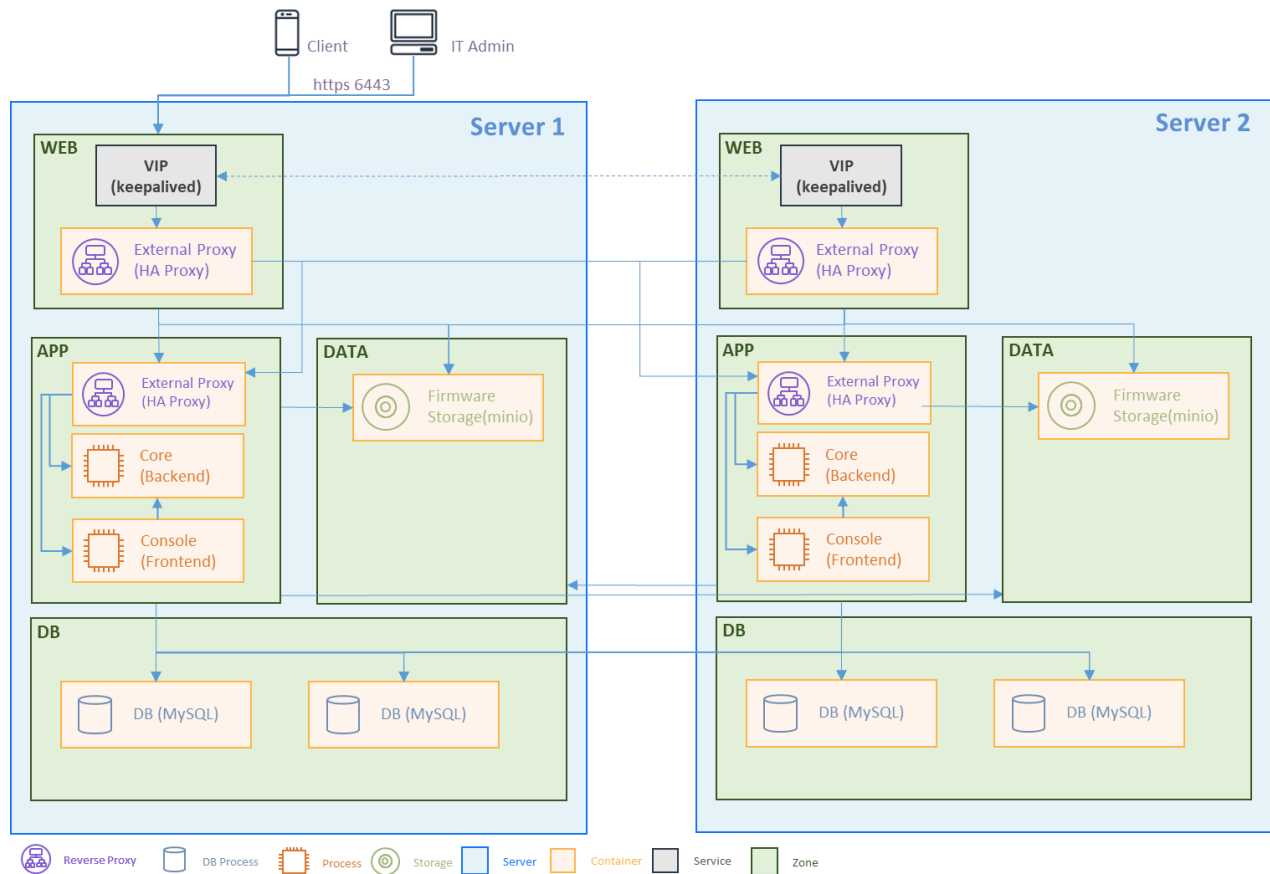 Client
IT Admin
https 6443
Server 1
WEB
VIP
(keepalived)
External Proxy
(HA Proxy)
APP
External Proxy
(HA Proxy)
Core
(Backend)
Console
(Frontend)
DATA
Firmware
Storage(minio)
DB
DB (MySQL)
DB (MySQL)
Server 2
WEB
VIP
(keepalived)
External Proxy
(HA Proxy)
APP
External Proxy
(HA Proxy)
Core
(Backend)
Console
(Frontend)
DATA
Firmware
Storage(minio)
DB
DB (MySQL)
DB (MySQL)
Reverse Proxy
DB Process
Process
Storage
Server
Container
Service
Zone